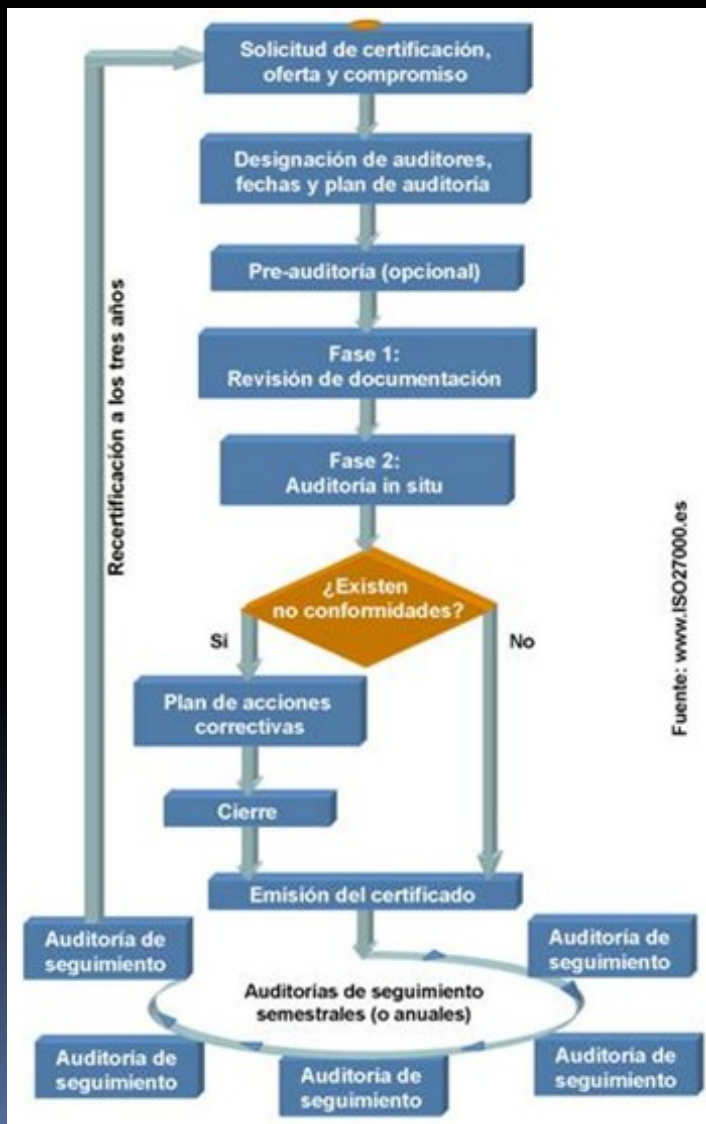 Solicitud de certificación,
oferta y compromiso
Designación de auditores,
fechas y plan de auditoría
Pre-auditoría (opcional)
Fase 1:
Revisión de documentación
Fase 2:
Auditoría in situ
¿Existen
no conformidades?
Sí
No
Plan de acciones
correctivas
Cierre
Emisión del certificado
Auditoría de
seguimiento
Auditoría de
seguimiento
Auditorías de seguimiento
semestrales (o anuales)
Auditoría de
seguimiento
Auditoría de
seguimiento
Auditoría de
seguimiento
Recertificación a los tres años
Fuente: www.ISO27000.es